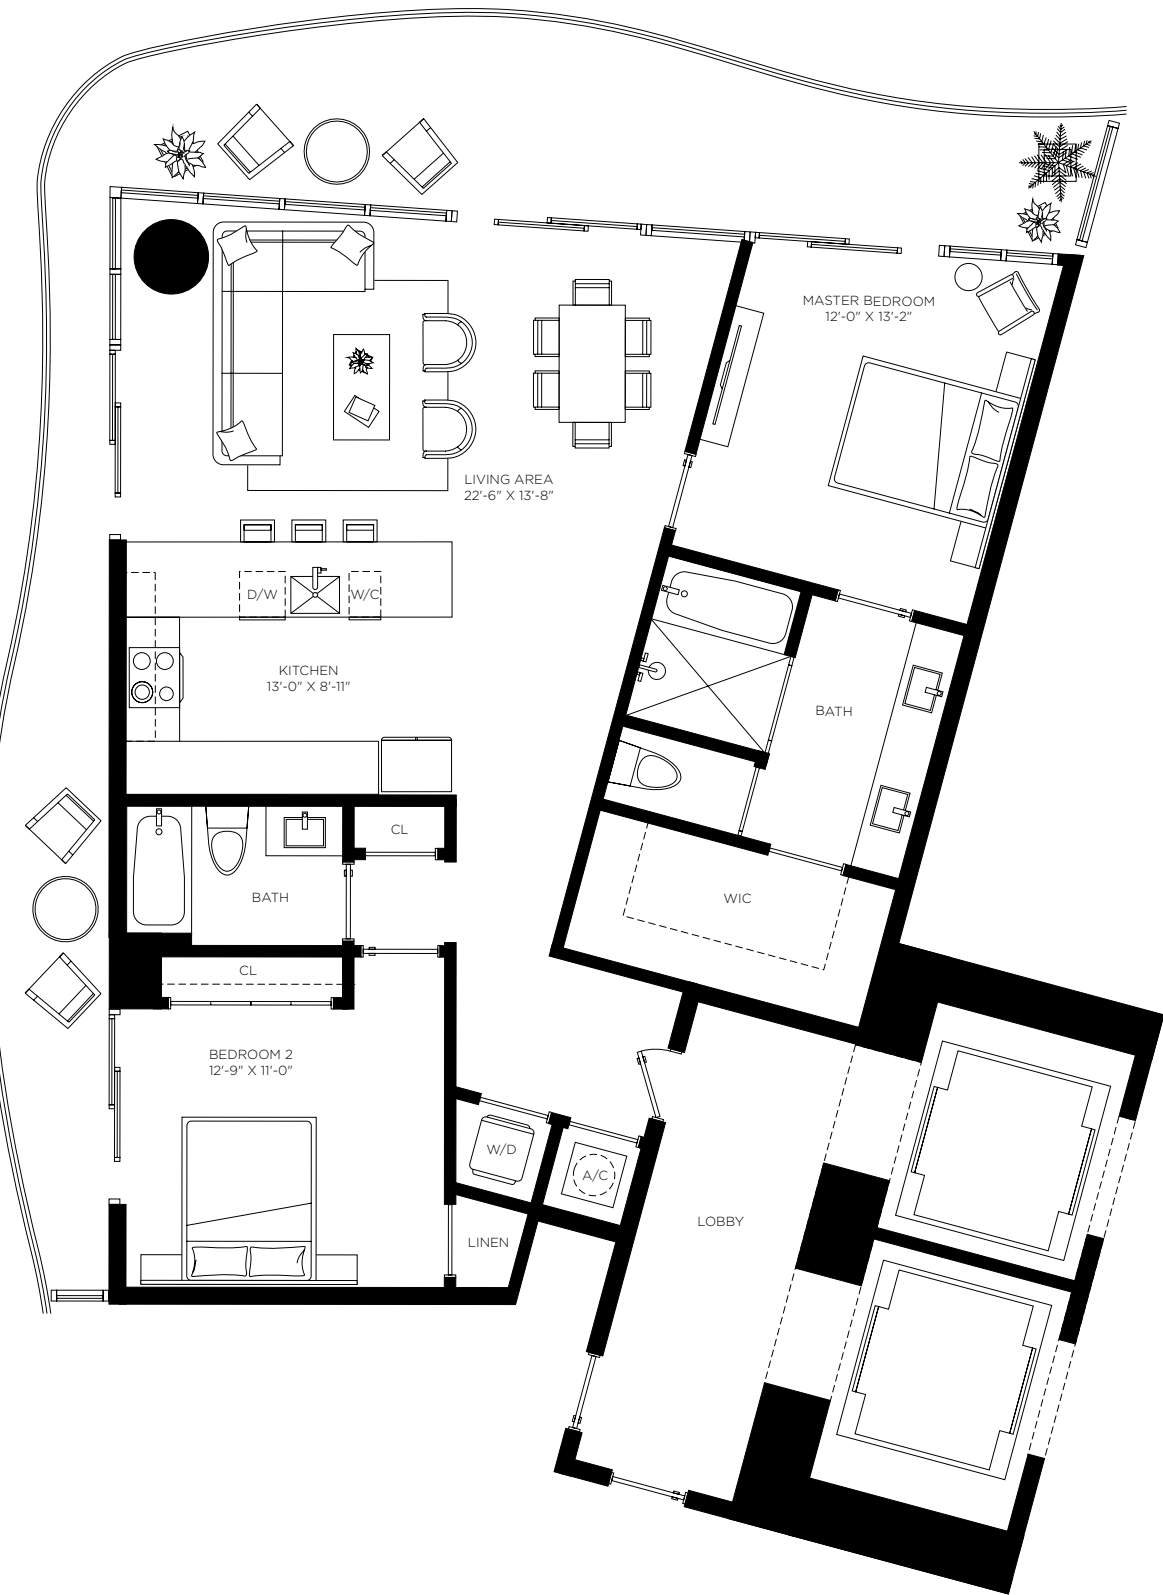 MASTER BEDROOM
12'-0" X 13'-2"
LIVING AREA
22'-6" X 13'-8"
D/W
W/C
KITCHEN
13'-0" X 8'-11"
BATH
CL
BATH
WIC
CL
BEDROOM 2
12'-9" X 11'-0"
W/D
A/C
LOBBY
LINEN